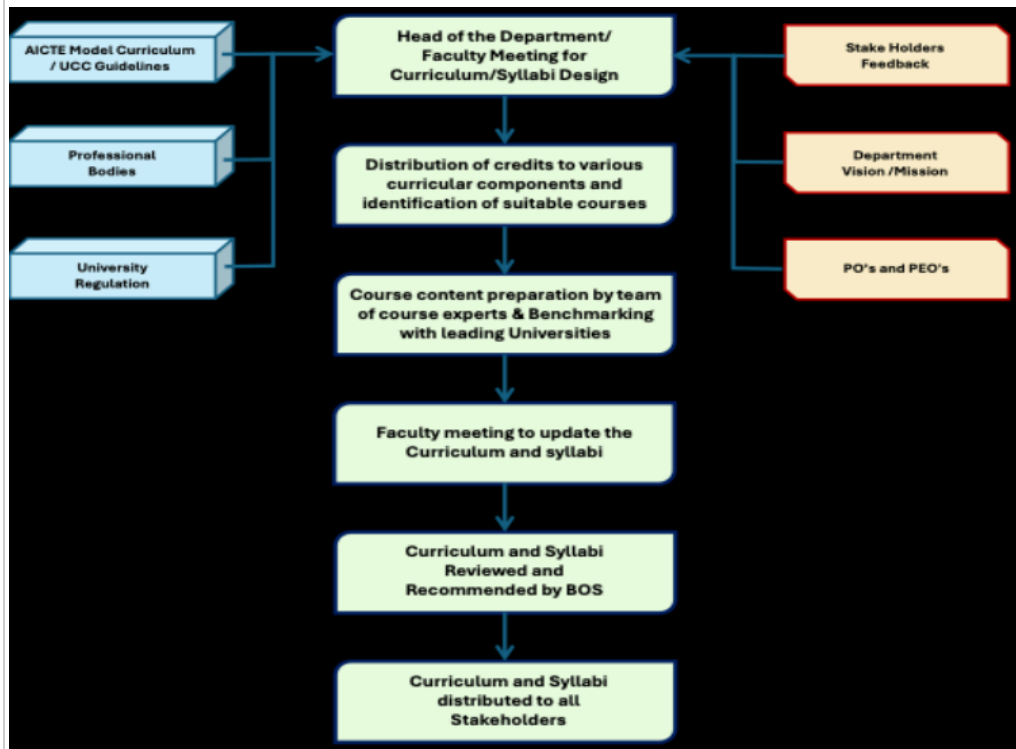 AICTE Model Curriculum
/ UCC Guidelines
Professional
Bodies
University
Regulation
Head of the Department/
Faculty Meeting for
Curriculum/Syllabi Design
Distribution of credits to various
curricular components and
identification of suitable courses
Course content preparation by team
of course experts & Benchmarking
with leading Universities
Faculty meeting to update the
Curriculum and syllabi
Curriculum and Syllabi
Reviewed and
Recommended by BOS
Curriculum and Syllabi
distributed to all
Stakeholders
Stake Holders
Feedback
Department
Vision /Mission
PO's and PEO's